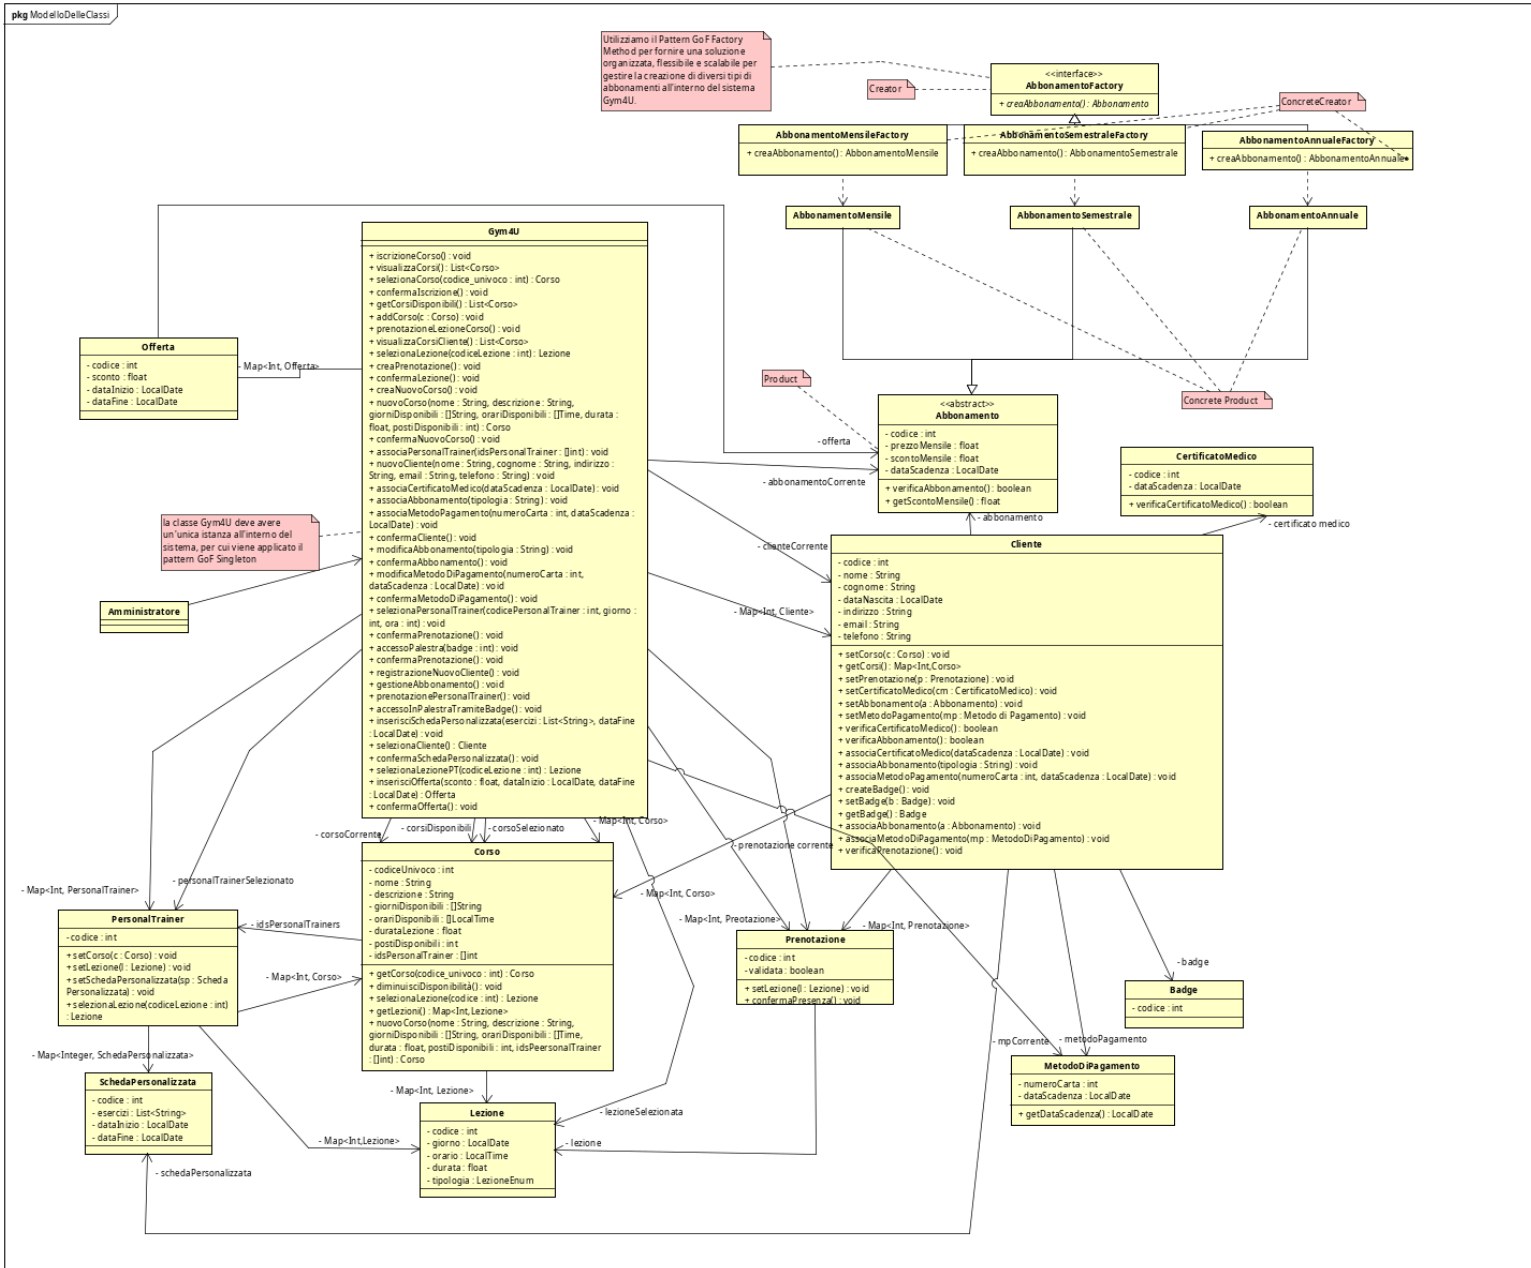 pkg ModelloDelleClassi
Utilizziamo il Pattern GoF Factory
Method per fornire una soluzione
organizzata, flessibile e scalabile per
gestire la creazione di diversi tipi di
abbonamenti all'interno del sistema
Gym4U.
Creator
<<interface>>
AbbonamentoFactory
+ creaAbbonamento() : Abbonamento
ConcreteCreator
AbbonamentoMensileFactory
+ creaAbbonamento() : AbbonamentoMensile
AbbonamentoSemestraleFactory
+ creaAbbonamento() : AbbonamentoSemestrale
AbbonamentoAnnualeFactory
+ creaAbbonamento() : AbbonamentoAnnuale
AbbonamentoMensile
AbbonamentoSemestrale
AbbonamentoAnnuale
Gym4U
+ iscrizioneCorso() : void
+ visualizzaCorsi() : List<Corso>
+ selezionaCorso(codice_univoco : int) : Corso
+ confermaIscrizione() : void
+ getCorsiDisponibili() : List<Corso>
+ addCorso(c : Corso) : void
+ prenotazioneLezioneCorso() : void
+ visualizzaCorsiCliente() : List<Corso>
+ selezionaLezione(codiceLezione : int) : Lezione
+ creaPrenotazione() : void
+ confermaLezione() : void
+ creaNuovoCorso() : void
+ nuovoCorso(nome : String, descrizione : String,
giorniDisponibili : []String, orariDisponibili : []Time, durata :
float, postiDisponibili : int) : Corso
+ confermaNuovoCorso() : void
+ associaPersonalTrainer(idsPersonalTrainer : []int) : void
+ nuovoCliente(nome : String, cognome : String, indirizzo :
String, email : String, telefono : String) : void
+ associaCertificatoMedico(dataScadenza : LocalDate) : void
+ associaAbbonamento(tipologia : String) : void
+ associaMetodoPagamento(numeroCarta : int, dataScadenza :
LocalDate) : void
+ confermaCliente() : void
+ modificaAbbonamento(tipologia : String) : void
+ confermaAbbonamento() : void
+ modificaMetodoDiPagamento(numeroCarta : int,
dataScadenza : LocalDate) : void
+ confermaMetodoDiPagamento() : void
+ selezionaPersonalTrainer(codicePersonalTrainer : int, giorno :
int, ora : int) : void
+ confermaPrenotazione() : void
+ accessoPalestra(badge : int) : void
+ confermaPrenotazione() : void
+ registrazioneNuovoCliente() : void
+ gestioneAbbonamento() : void
+ prenotazionePersonalTrainer() : void
+ accessoInPalestraTramiteBadge() : void
+ inserisciSchedaPersonalizzata(esercizi : List<String>, dataFine
: LocalDate) : void
+ selezionaCliente() : Cliente
+ confermaSchedaPersonalizzata() : void
+ selezionaLezionePT(codiceLezione : int) : Lezione
+ inserisciOfferta(sconto : float, dataInizio : LocalDate, dataFine
: LocalDate) : Offerta
+ confermaOfferta() : void
Offerta
- codice : int
- sconto : float
- dataInizio : LocalDate
- dataFine : LocalDate
- Map<Int, Offerta>
Product
Concrete Product
<<abstract>>
Abbonamento
- codice : int
- prezzoMensile : float
- scontoMensile : float
- dataScadenza : LocalDate
+ verificaAbbonamento() : boolean
+ getScontoMensile() : float
- offerta
- abbonamentoCorrente
- abbonamento
CertificatoMedico
- codice : int
- dataScadenza : LocalDate
+ verificaCertificatoMedico() : boolean
- certificato medico
la classe Gym4U deve avere
un'unica istanza all'interno del
sistema, per cui viene applicato il
pattern GoF Singleton
Amministratore
- clienteCorrente
- Map<Int, Cliente>
Cliente
- codice : int
- nome : String
- cognome : String
- dataNascita : LocalDate
- indirizzo : String
- email : String
- telefono : String
+ setCorso(c : Corso) : void
+ getCorsi() : Map<Int,Corso>
+ setPrenotazione(p : Prenotazione) : void
+ setCertificatoMedico(cm : CertificatoMedico) : void
+ setAbbonamento(a : Abbonamento) : void
+ setMetodoPagamento(mp : Metodo di Pagamento) : void
+ verificaCertificatoMedico() : boolean
+ verificaAbbonamento() : boolean
+ associaCertificatoMedico(dataScadenza : LocalDate) : void
+ associaAbbonamento(tipologia : String) : void
+ associaMetodoPagamento(numeroCarta : int, dataScadenza : LocalDate) : void
+ createBadge() : void
+ setBadge(b : Badge) : void
+ getBadge() : Badge
+ associaAbbonamento(a : Abbonamento) : void
+ associaMetodoDiPagamento(mp : MetodoDiPagamento) : void
+ verificaPrenotazione() : void
- corsoCorrente
- corsiDisponibili
- corsoSelezionato
- Map<Int, Corso>
- prenotazione corrente
- Map<Int, Corso>
- Map<Int, Preotazione>
- Map<Int, Prenotazione>
- Map<Int, PersonalTrainer>
- personalTrainerSelezionato
PersonalTrainer
- codice : int
+ setCorso(c : Corso) : void
+ setLezione(l : Lezione) : void
+ setSchedaPersonalizzata(sp : Scheda
Personalizzata) : void
+ selezionaLezione(codiceLezione : int)
: Lezione
- idsPersonalTrainers
- Map<Int, Corso>
Corso
- codiceUnivoco : int
- nome : String
- descrizione : String
- giorniDisponibili : []String
- orariDisponibili : []LocalTime
- durataLezione : float
- postiDisponibili : int
- idsPersonalTrainer : []int
+ getCorso(codice_univoco : int) : Corso
+ diminuisciDisponibilità() : void
+ selezionaLezione(codice : int) : Lezione
+ getLezioni() : Map<Int,Lezione>
+ nuovoCorso(nome : String, descrizione : String,
giorniDisponibili : []String, orariDisponibili : []Time,
durata : float, postiDisponibili : int, idsPeersonalTrainer
: []int) : Corso
Prenotazione
- codice : int
- validata : boolean
+ setLezione(l : Lezione) : void
+ confermaPresenza() : void
- badge
Badge
- codice : int
- mpCorrente
- metodoPagamento
MetodoDiPagamento
- numeroCarta : int
- dataScadenza : LocalDate
+ getDataScadenza() : LocalDate
- Map<Integer, SchedaPersonalizzata>
SchedaPersonalizzata
- codice : int
- esercizi : List<String>
- dataInizio : LocalDate
- dataFine : LocalDate
- schedaPersonalizzata
- Map<Int,Lezione>
- Map<Int, Lezione>
Lezione
- codice : int
- giorno : LocalDate
- orario : LocalTime
- durata : float
- tipologia : LezioneEnum
- lezioneSelezionata
- lezione